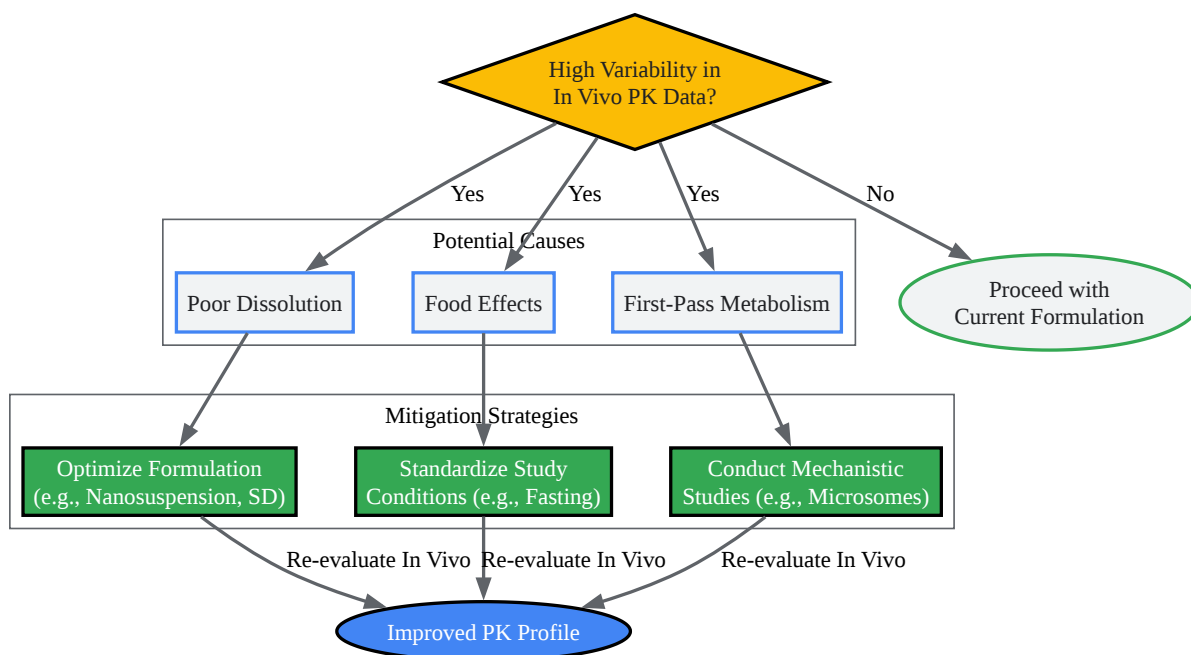 High Variability in
In Vivo PK Data?
Yes
Yes
Yes
No
Potential Causes
Poor Dissolution
Food Effects
First-Pass Metabolism
Proceed with
Current Formulation
Mitigation Strategies
Optimize Formulation
(e.g., Nanosuspension, SD)
Standardize Study
Conditions (e.g., Fasting)
Conduct Mechanistic
Studies (e.g., Microsomes)
Re-evaluate In Vivo
Re-evaluate In Vivo
Re-evaluate In Vivo
Improved PK Profile